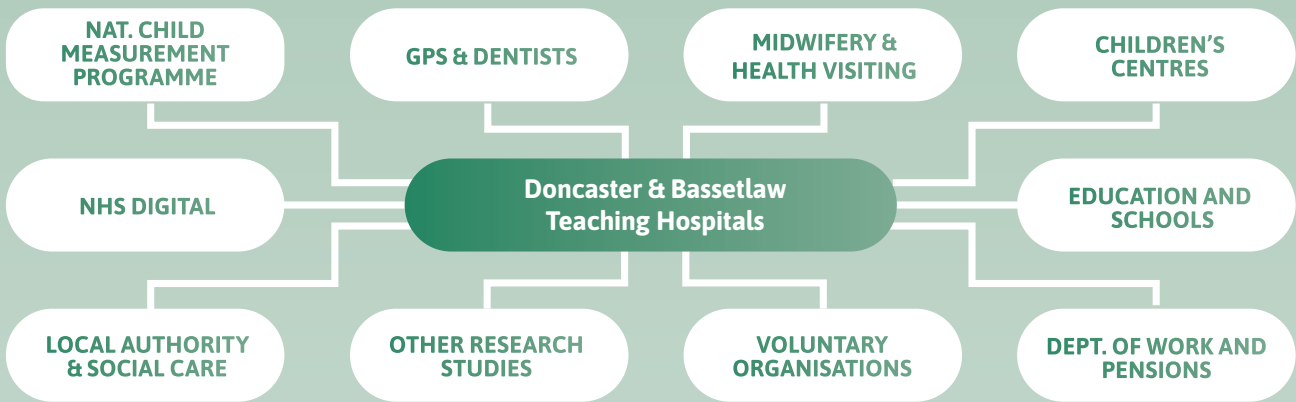 NAT. CHILD
MEASUREMENT
PROGRAMME
GPS & DENTISTS
MIDWIFERY &
HEALTH VISITING
CHILDREN'S
CENTRES
NHS DIGITAL
Doncaster & Bassetlaw
Teaching Hospitals
EDUCATION AND
SCHOOLS
LOCAL AUTHORITY
& SOCIAL CARE
OTHER RESEARCH
STUDIES
VOLUNTARY
ORGANISATIONS
DEPT. OF WORK AND
PENSIONS